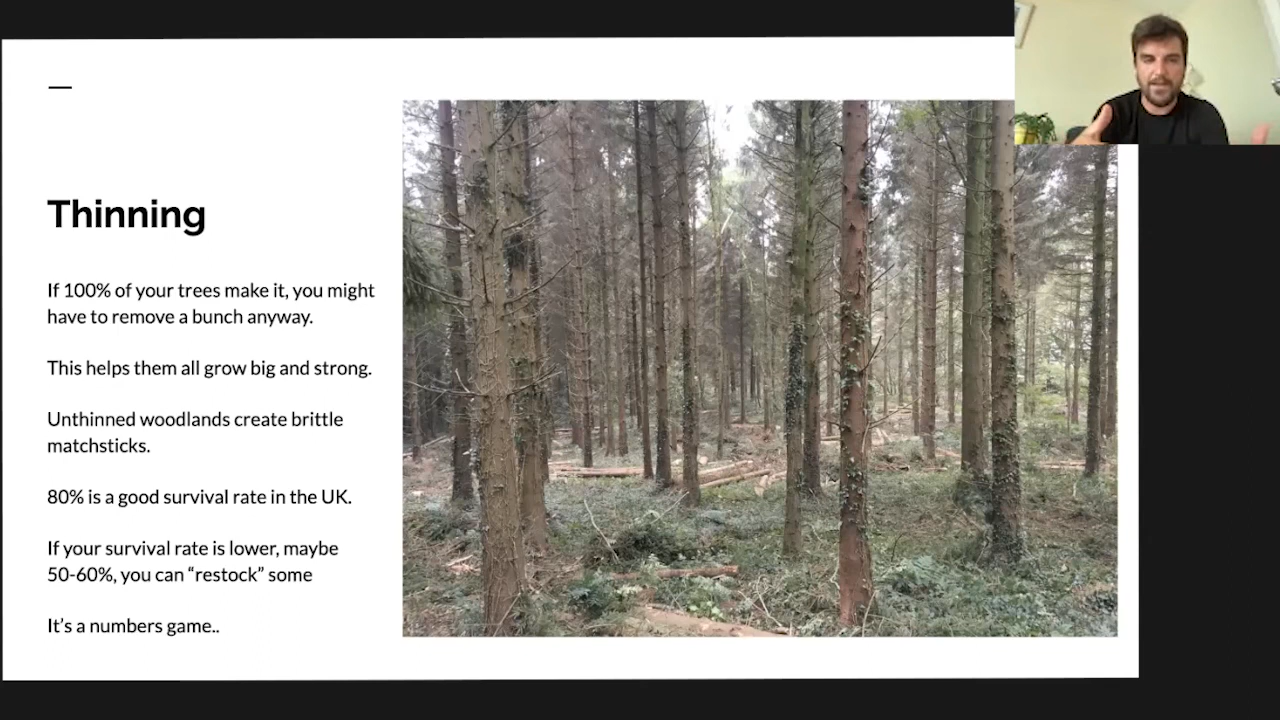 Thinning
If 100% of your trees make it, you might
have to remove a bunch anyway.
This helps them all grow big and strong.
Unthinned woodlands create brittle
matchsticks.
80% is a good survival rate in the UK.
If your survival rate is lower, maybe
50-60%, you can “restock” some
It’s a numbers game..